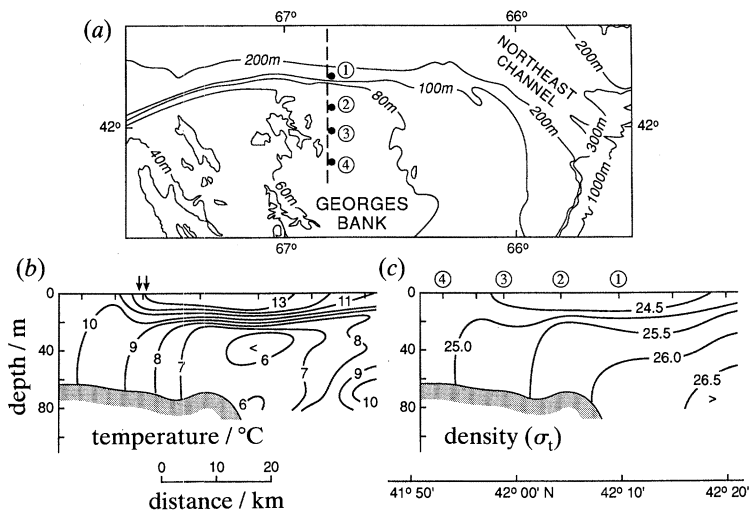 (a)
67° 66°
200m
200m
NORTHEAST
CHANNEL
①
100m
80m
②
200m
300m
42° 42°
③
40m
④
60m
1000m
GEORGES
BANK
67° 66°
(b)
(c)
④ ③ ② ①
0 13 11
0 24.5
10
9 8 7 < 6 8
25.0 25.5
40
40 26.0
7 9
26.5
80 6 10
80 >
depth / m
temperature / °C
density (σt)
0 10 20
distance / km
41° 50' 42° 00' N 42° 10' 42° 20'